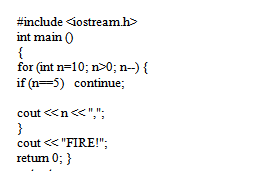 #include <iostream.h>
int main ()
{
for (int n=10; n>0; n--) {
if (n==5)   continue;
cout << n << ",";
}
cout << "FIRE!";
return 0; }